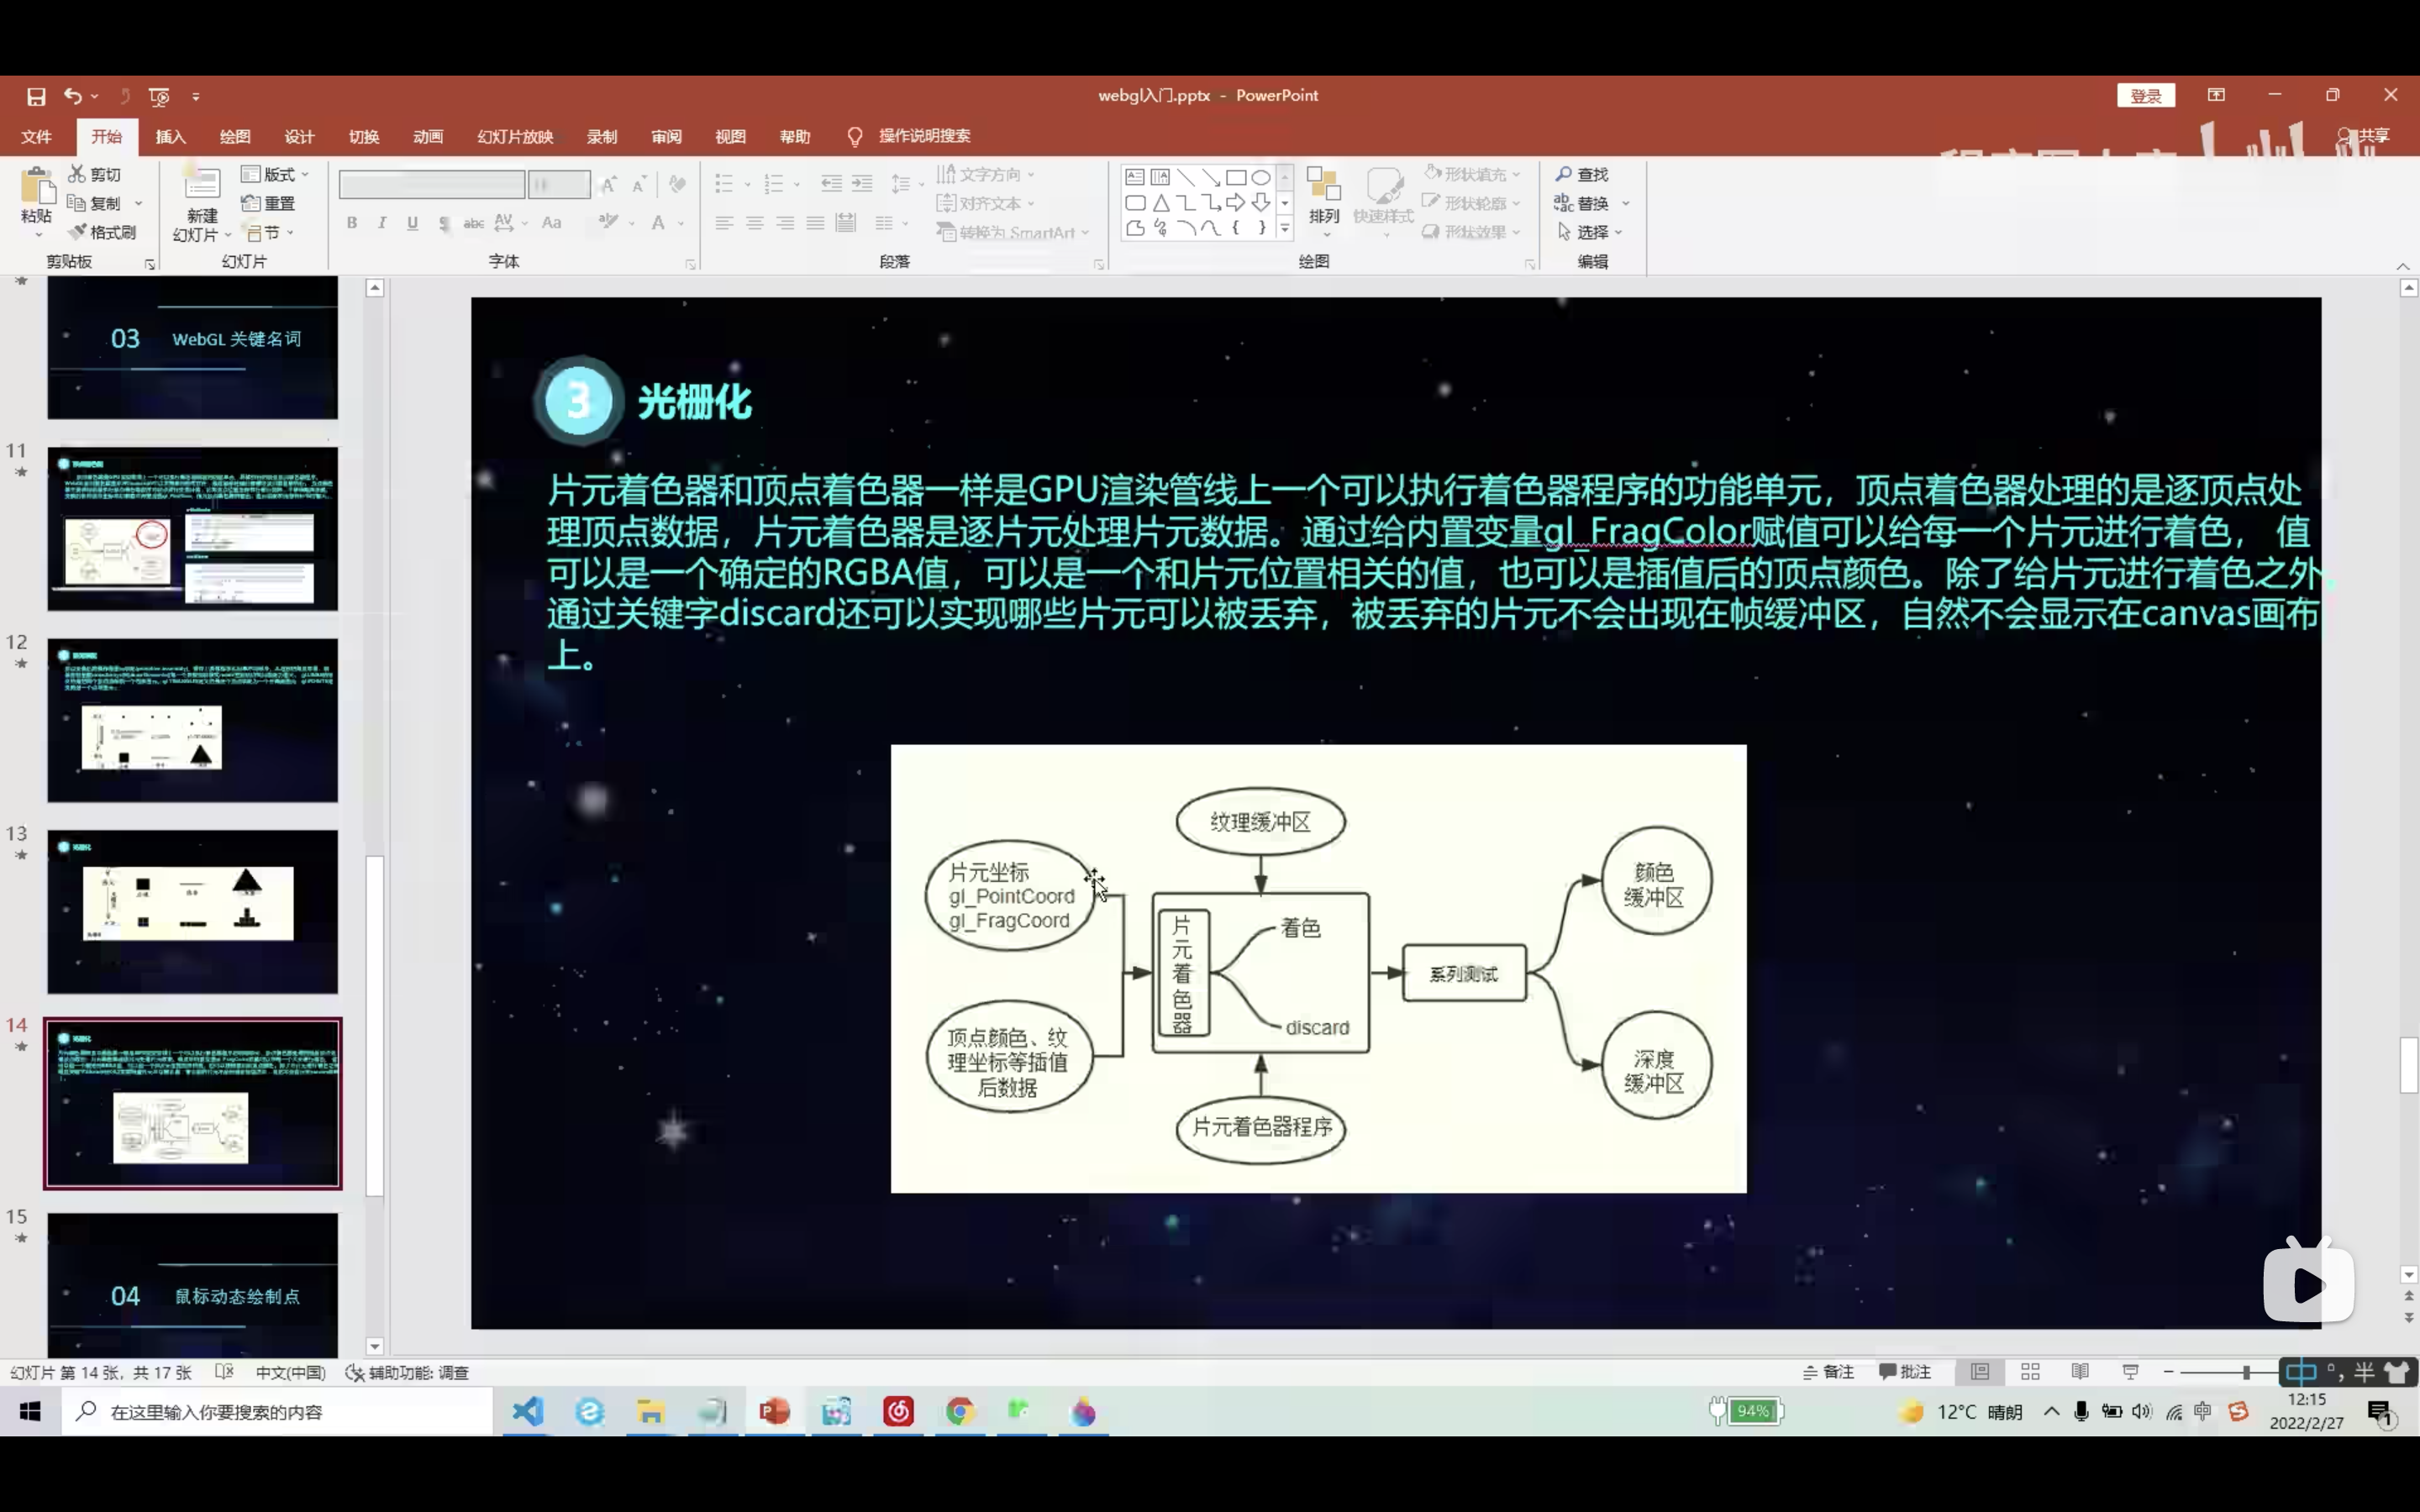 webgl入门.pptx - PowerPoint
登录
文件 开始 插入 绘图 设计 切换 动画 幻灯片放映 录制 审阅 视图 帮助 操作说明搜索 共享
粘贴
剪切
复制
格式刷
剪贴板
新建
幻灯片
版式
重置
节
幻灯片
字体
文字方向
对齐文本
转换为 SmartArt
段落
排列
快速样式
形状填充
形状轮廓
形状效果
绘图
查找
替换
选择
编辑
03 WebGL 关键名词
11
12
13
14
15
04 鼠标动态绘制点
3 光栅化
片元着色器和顶点着色器一样是GPU渲染管线上一个可以执行着色器程序的功能单元，顶点着色器处理的是逐顶点处
理顶点数据，片元着色器是逐片元处理片元数据。通过给内置变量gl_FragColor赋值可以给每一个片元进行着色， 值
可以是一个确定的RGBA值，可以是一个和片元位置相关的值，也可以是插值后的顶点颜色。除了给片元进行着色之外，
通过关键字discard还可以实现哪些片元可以被丢弃，被丢弃的片元不会出现在帧缓冲区，自然不会显示在canvas画布
上。
纹理缓冲区
片元坐标
gl_PointCoord
gl_FragCoord
顶点颜色、纹
理坐标等插值
后数据
片元着色器
着色
discard
片元着色器程序
系列测试
颜色
缓冲区
深度
缓冲区
幻灯片 第 14 张，共 17 张 中文(中国) 辅助功能: 调查
备注 批注
中 °, 半
在这里输入你要搜索的内容
94%
12°C 晴朗
中
12:15
2022/2/27
1